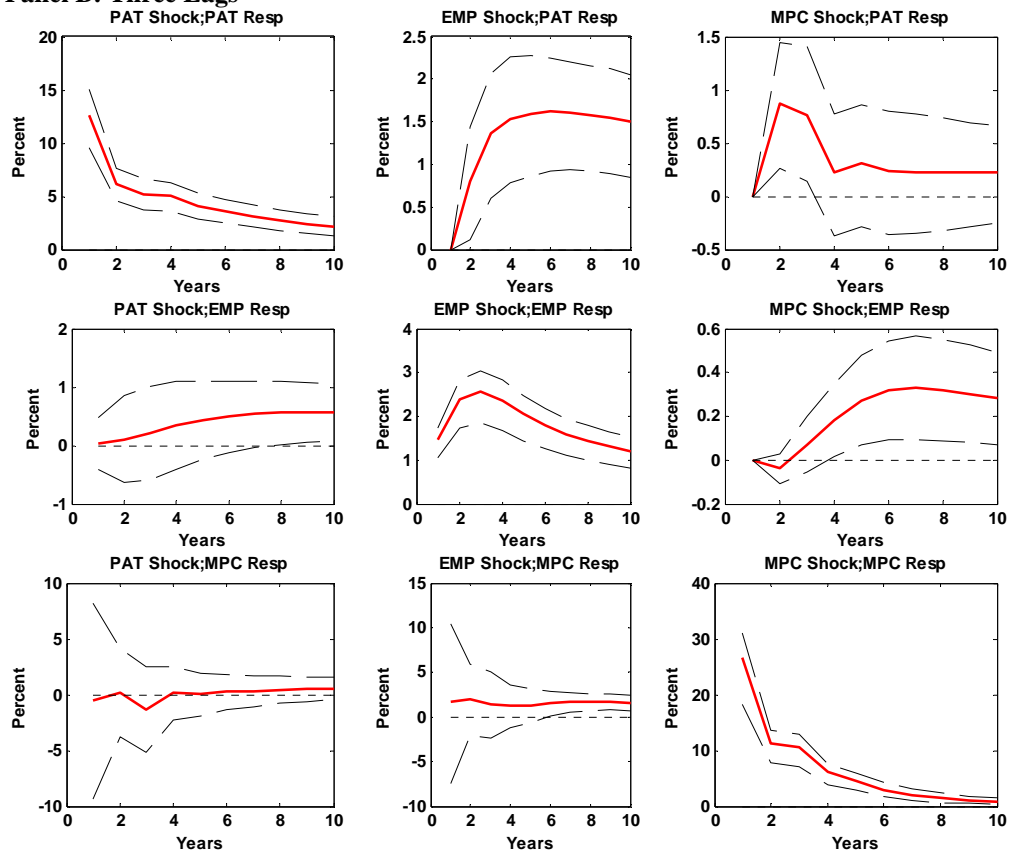 Panel B: Three Lags
PAT Shock;PAT Resp
EMP Shock;PAT Resp
MPC Shock;PAT Resp
20
15
10
5
0
Percent
0 2 4 6 8 10
Years
2.5
2
1.5
1
0.5
0
Percent
0 2 4 6 8 10
Years
1.5
1
0.5
0
-0.5
Percent
0 2 4 6 8 10
Years
PAT Shock;EMP Resp
EMP Shock;EMP Resp
MPC Shock;EMP Resp
2
1
0
-1
Percent
0 2 4 6 8 10
Years
4
3
2
1
0
Percent
0 2 4 6 8 10
Years
0.6
0.4
0.2
0
-0.2
Percent
0 2 4 6 8 10
Years
PAT Shock;MPC Resp
EMP Shock;MPC Resp
MPC Shock;MPC Resp
10
5
0
-5
-10
Percent
0 2 4 6 8 10
Years
15
10
5
0
-5
-10
Percent
0 2 4 6 8 10
Years
40
30
20
10
0
Percent
0 2 4 6 8 10
Years